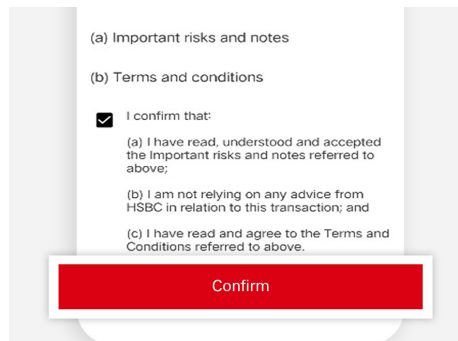 (a) Important risks and notes
(b) Terms and conditions
I confirm that:
(a) I have read, understood and accepted
the Important risks and notes referred to
above;
(b) I am not relying on any advice from
HSBC in relation to this transaction; and
(c) I have read and agree to the Terms and
Conditions referred to above.
Confirm